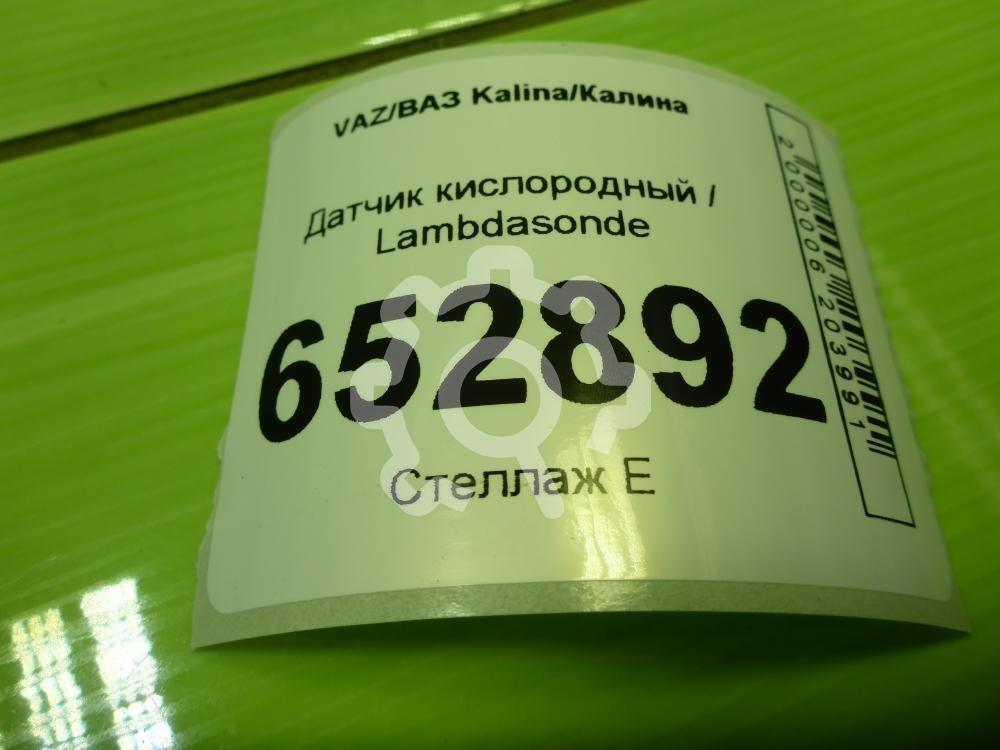 VAZ/ВАЗ Kalina/Калина
Датчик кислородный /
Lambdasonde
652892
Стеллаж E
2000006203991